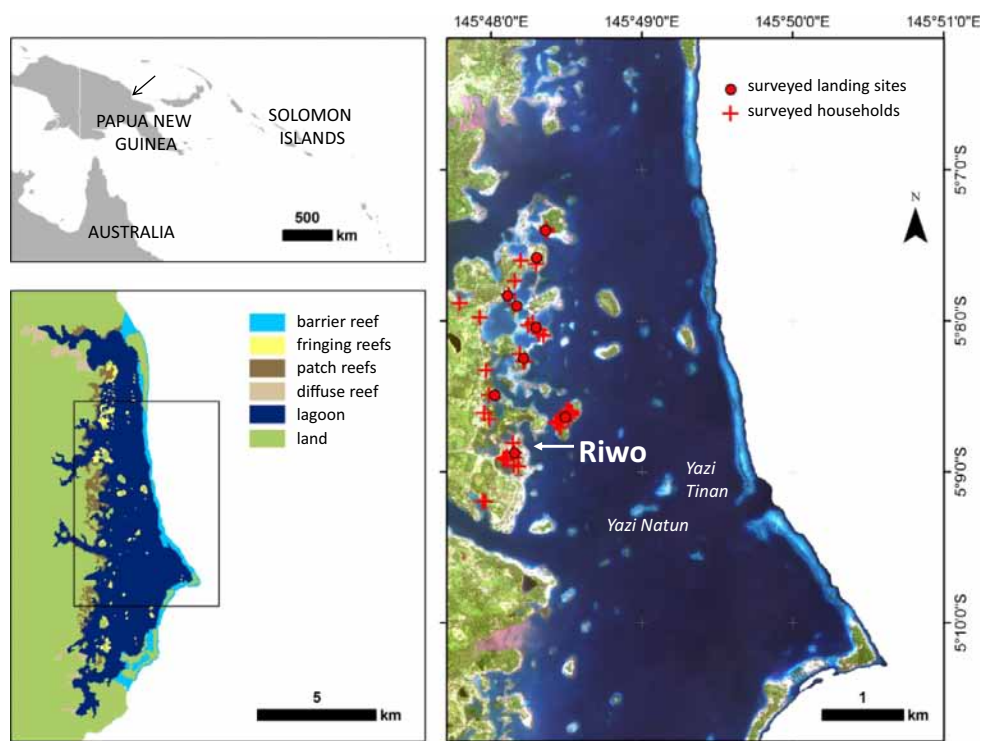 PAPUA NEW
GUINEA
SOLOMON
ISLANDS
AUSTRALIA
500
km
barrier reef
fringing reefs
patch reefs
diffuse reef
lagoon
land
5
km
145°48'0"E
145°49'0"E
145°50'0"E
145°51'0"E
surveyed landing sites
surveyed households
N
5°7'0"S
5°8'0"S
5°9'0"S
5°10'0"S
Riwo
Yazi
Tinan
Yazi Natun
1
km